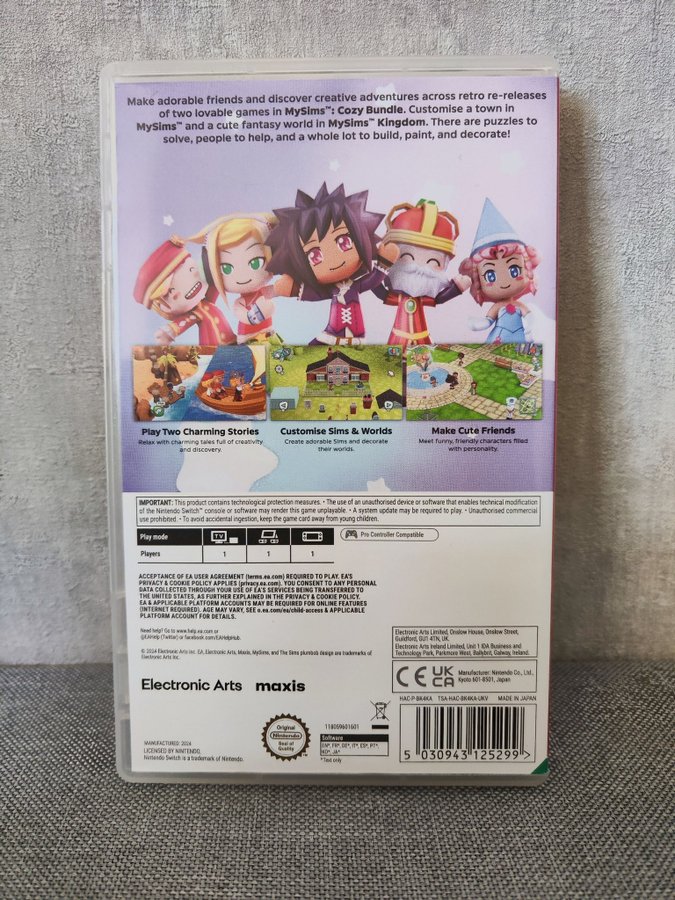 Make adorable friends and discover creative adventures across retro re-releases
of two lovable games in MySims™: Cozy Bundle. Customise a town in
MySims™ and a cute fantasy world in MySims™ Kingdom. There are puzzles to
solve, people to help, and a whole lot to build, paint, and decorate!
Play Two Charming Stories
Relax with charming tales full of creativity
and discovery.
Customise Sims & Worlds
Create adorable Sims and decorate
their worlds.
Make Cute Friends
Meet funny, friendly characters filled
with personality.
IMPORTANT: This product contains technological protection measures. • The use of an unauthorised device or software that enables technical modification
of the Nintendo Switch™ console or software may render this game unplayable. • A system update may be required to play. • Unauthorised commercial
use prohibited. • To avoid accidental ingestion, keep the game card away from young children.
Play mode TV
Players 1 1 1
Pro Controller Compatible
ACCEPTANCE OF EA USER AGREEMENT (terms.ea.com) REQUIRED TO PLAY. EA'S
PRIVACY & COOKIE POLICY APPLIES (privacy.ea.com). YOU CONSENT TO ANY PERSONAL
DATA COLLECTED THROUGH YOUR USE OF EA'S SERVICES BEING TRANSFERRED TO
THE UNITED STATES, AS FURTHER EXPLAINED IN THE PRIVACY & COOKIE POLICY.
EA & APPLICABLE PLATFORM ACCOUNTS MAY BE REQUIRED FOR ONLINE FEATURES
(INTERNET REQUIRED). AGE MAY VARY, SEE o.ea.com/ea/child-access & APPLICABLE
PLATFORM ACCOUNT FOR DETAILS.
Need help? Go to www.help.ea.com or
@EAHelp (Twitter) or facebook.com/EAHelpHub.
© 2024 Electronic Arts Inc. EA, Electronic Arts, Maxis, MySims, and The Sims plumbob design are trademarks of
Electronic Arts Inc.
Electronic Arts Limited, Onslow House, Onslow Street,
Guildford, GU1 4TN, UK.
Electronic Arts Ireland Limited, Unit 1 IDA Business and
Technology Park, Parkmore West, Ballybrit, Galway, Ireland.
Electronic Arts maxis
CE UK
CA
Manufacturer: Nintendo Co., Ltd.,
Kyoto 601-8501, Japan
HAC-P-BK4KA TSA-HAC-BK4KA-UKV MADE IN JAPAN
MANUFACTURED: 2024
LICENSED BY NINTENDO.
Nintendo Switch is a trademark of Nintendo.
Original
Nintendo
Seal of
Quality
118059601601
Software
EN*, FR*, DE*, IT*, ES*, PT*,
ND*, JA*
*Text only
5 030943 125299 >